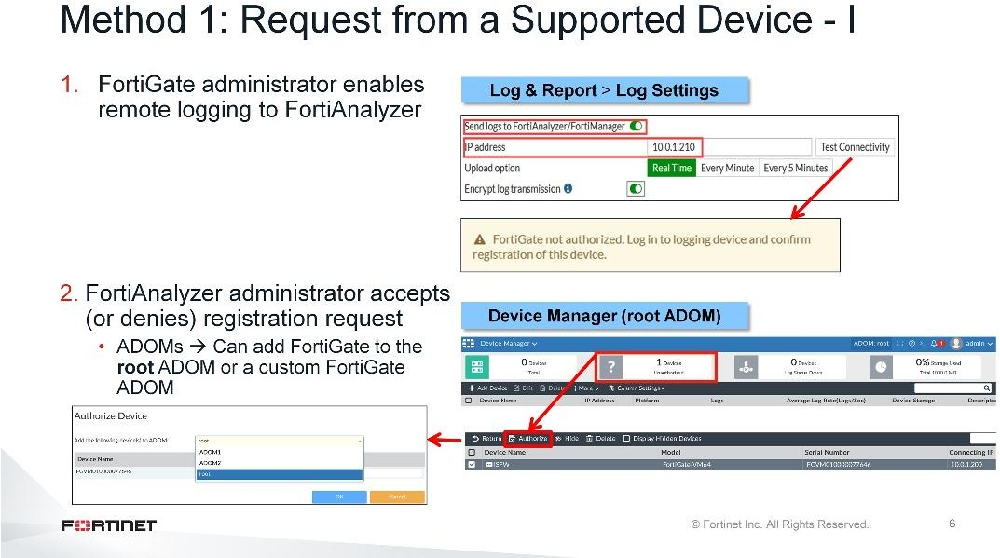 Method 1: Request from a Supported Device - I
1. FortiGate administrator enables
remote logging to FortiAnalyzer
Log & Report > Log Settings
Send logs to FortiAnalyzer/FortiManager
IP address 10.0.1.210 Test Connectivity
Upload option Real Time Every Minute Every 5 Minutes
Encrypt log transmission
FortiGate not authorized. Log in to logging device and confirm
registration of this device.
2. FortiAnalyzer administrator accepts
(or denies) registration request
• ADOMs → Can add FortiGate to the
root ADOM or a custom FortiGate
ADOM
Device Manager (root ADOM)
Device Manager ADOM: root 1 admin
0 Devices 1 Devices 0 Devices 0% Storage Used
Total Unauthorized Log Status Down Total 1000.0 MB
+ Add Device Edit Delete More Column Settings
Device Name IP Address Platform Logs Average Log Rate(Logs/Sec) Device Storage Descriptio
Return Authorize Hide Delete Display Hidden Devices
Device Name Model Serial Number Connecting IP
ISFW FortiGate-VM64 FGVM010000077646 10.0.1.200
Authorize Device
Add the following device(s) to ADOM: root
ADOM1
Device Name
ADOM2
FGVM010000077646 root
OK Cancel
FORTINET
© Fortinet Inc. All Rights Reserved. 6